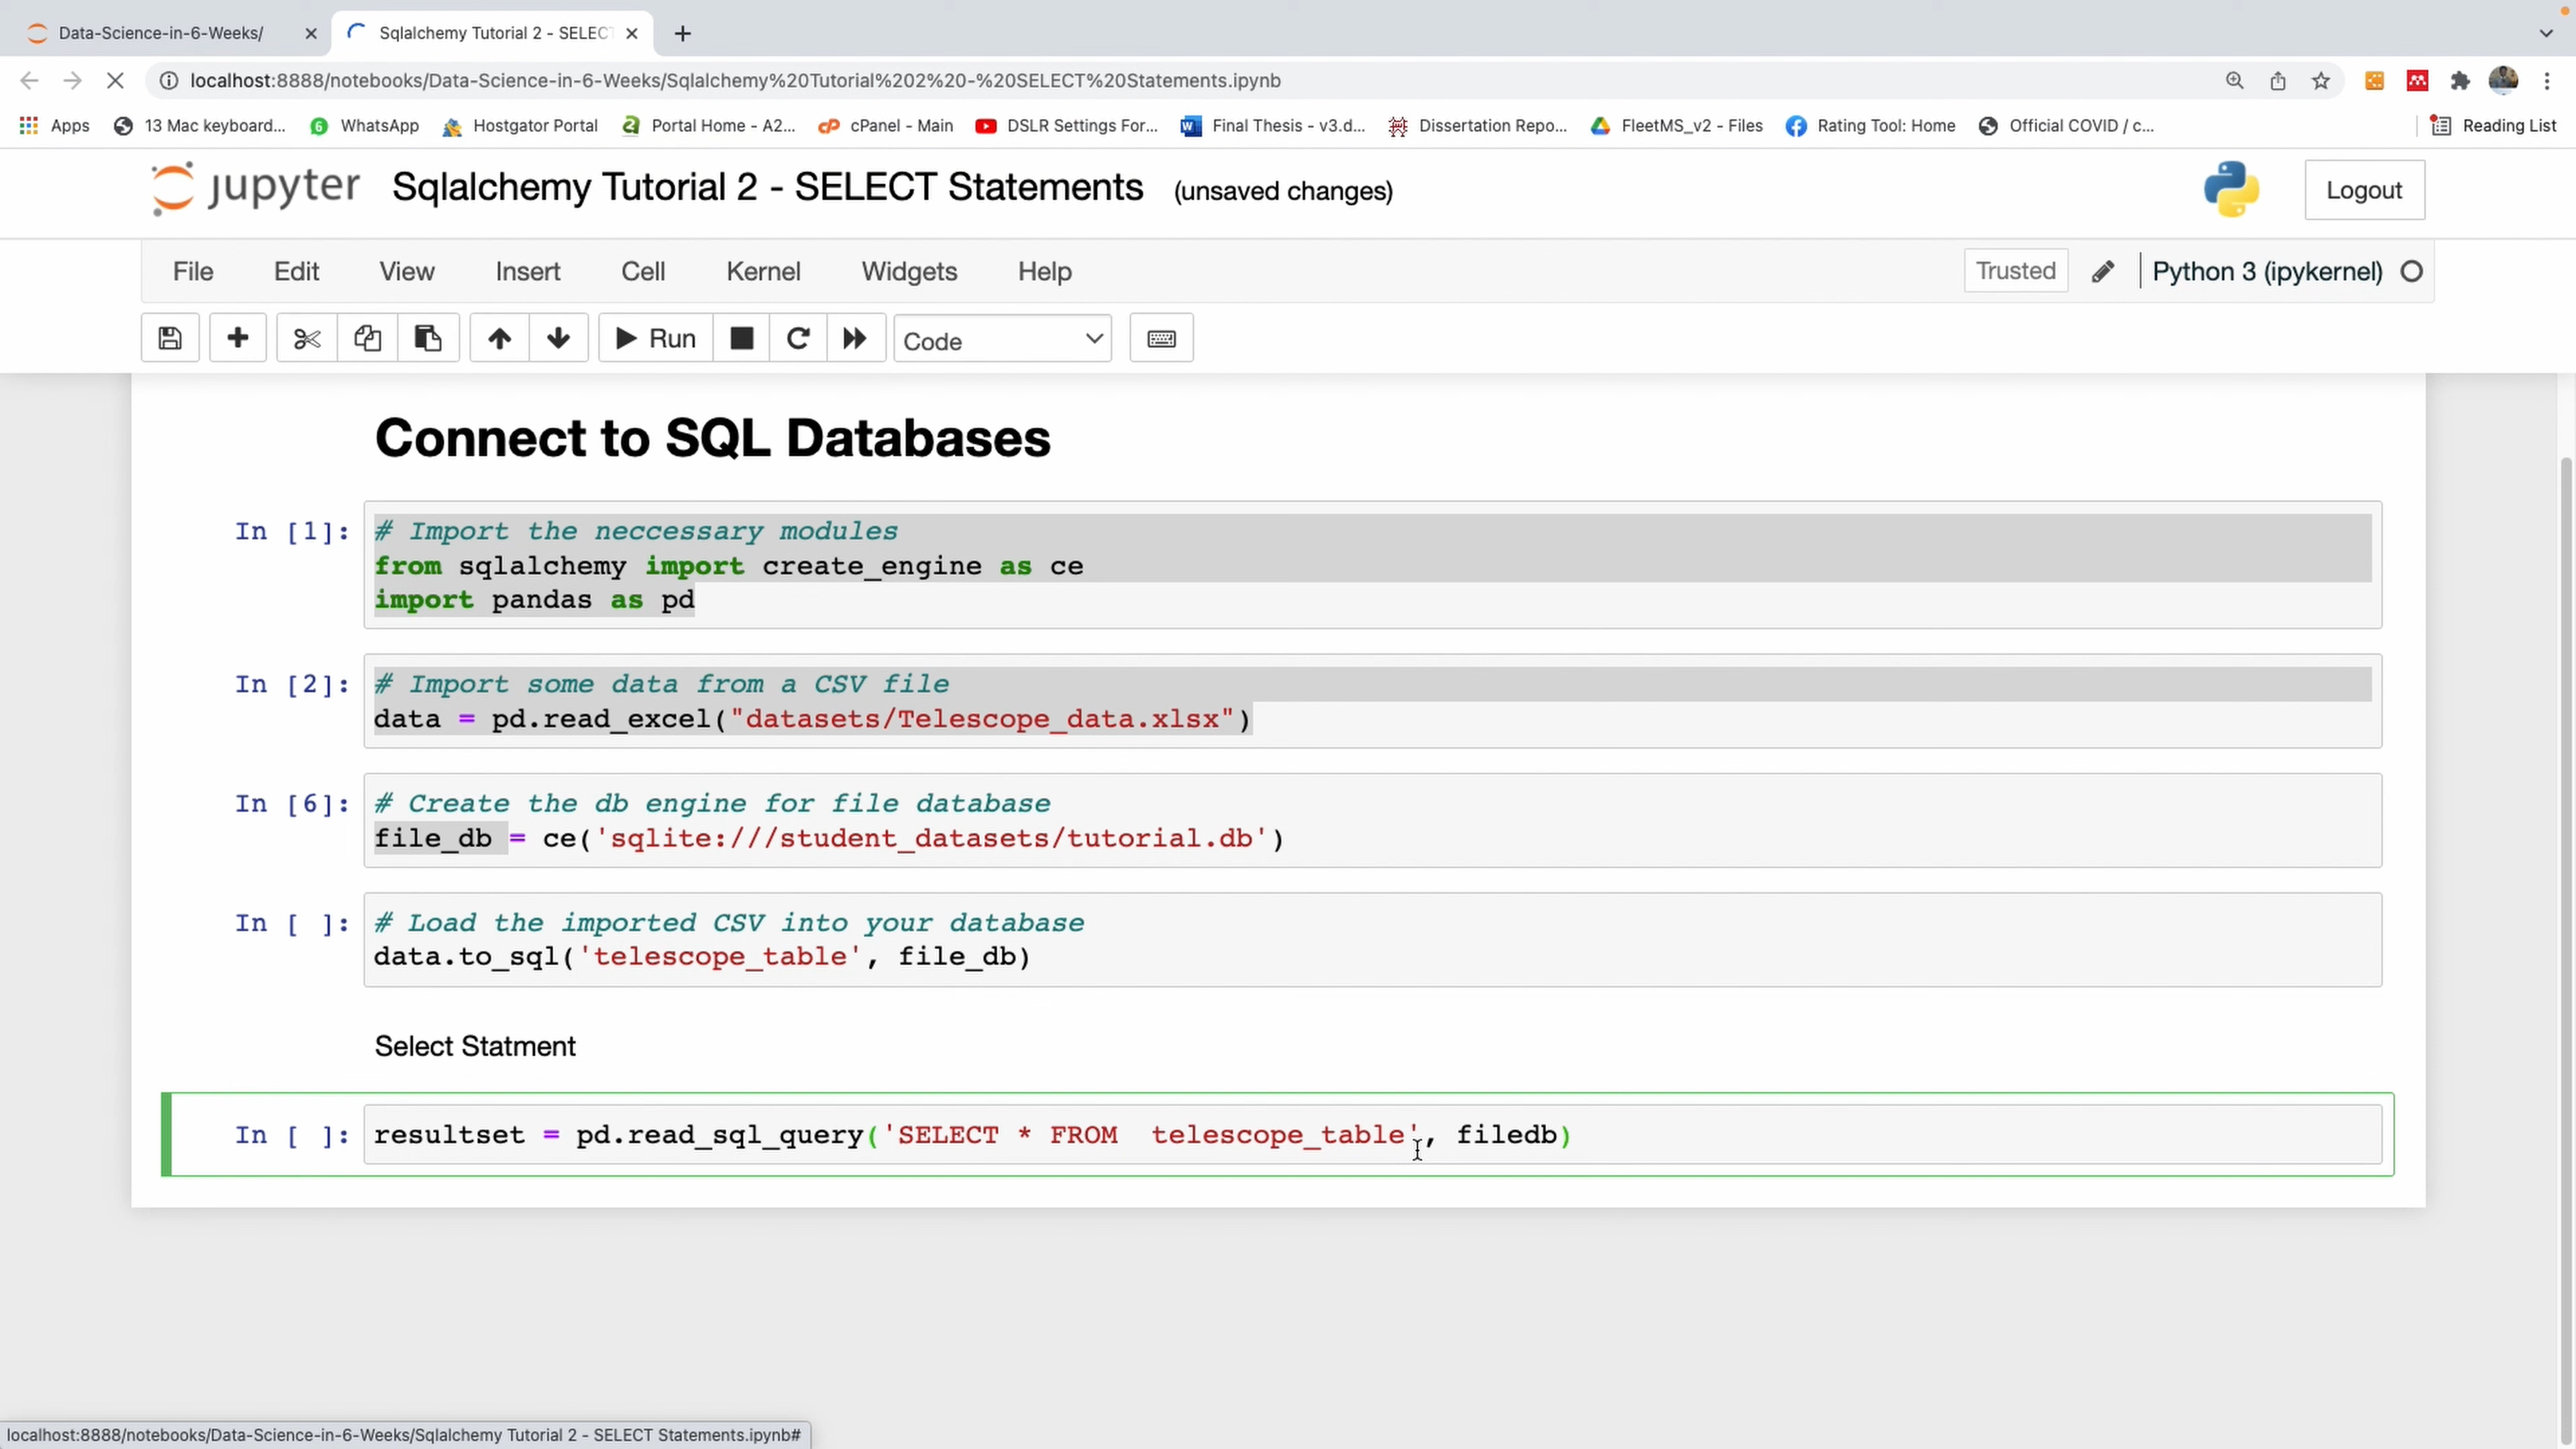 Data-Science-in-6-Weeks/
Sqlalchemy Tutorial 2 - SELEC
localhost:8888/notebooks/Data-Science-in-6-Weeks/Sqlalchemy%20Tutorial%202%20-%20SELECT%20Statements.ipynb
Apps
13 Mac keyboard...
6
WhatsApp
Hostgator Portal
Portal Home - A2...
cP
cPanel - Main
DSLR Settings For...
W
Final Thesis - v3.d...
Dissertation Repo...
FleetMS_v2 - Files
Rating Tool: Home
Official COVID / c...
Reading List
jupyter
Sqlalchemy Tutorial 2 - SELECT Statements
(unsaved changes)
Logout
File
Edit
View
Insert
Cell
Kernel
Widgets
Help
Trusted
Python 3 (ipykernel)
Run
Code
Connect to SQL Databases
In [1]: # Import the neccessary modules
from sqlalchemy import create_engine as ce
import pandas as pd
In [2]: # Import some data from a CSV file
data = pd.read_excel("datasets/Telescope_data.xlsx")
In [6]: # Create the db engine for file database
file_db = ce('sqlite:///student_datasets/tutorial.db')
In [ ]: # Load the imported CSV into your database
data.to_sql('telescope_table', file_db)
Select Statment
In [ ]: resultset = pd.read_sql_query('SELECT * FROM  telescope_table', filedb)
localhost:8888/notebooks/Data-Science-in-6-Weeks/Sqlalchemy Tutorial 2 - SELECT Statements.ipynb#